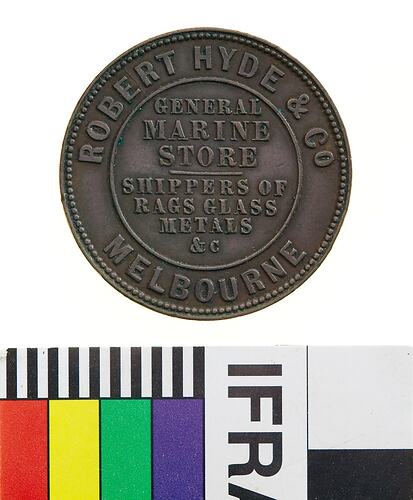 ROBERT HYDE & CO
GENERAL
MARINE
STORE
SHIPPERS OF
RAGS GLASS
METALS
&c
MELBOURNE
IFRA